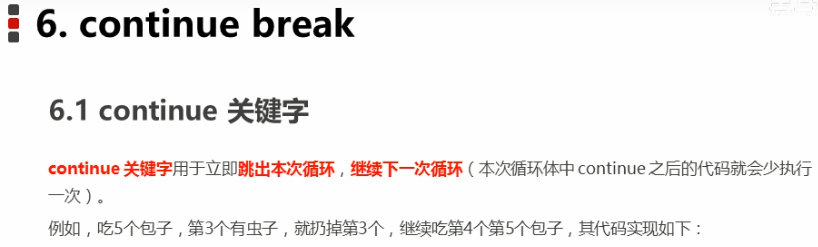 6. continue break
6.1 continue 关键字
continue 关键字用于立即跳出本次循环，继续下一次循环（本次循环体中 continue 之后的代码就会少执行
一次）。
例如，吃5个包子，第3个有虫子，就扔掉第3个，继续吃第4个第5个包子，其代码实现如下：